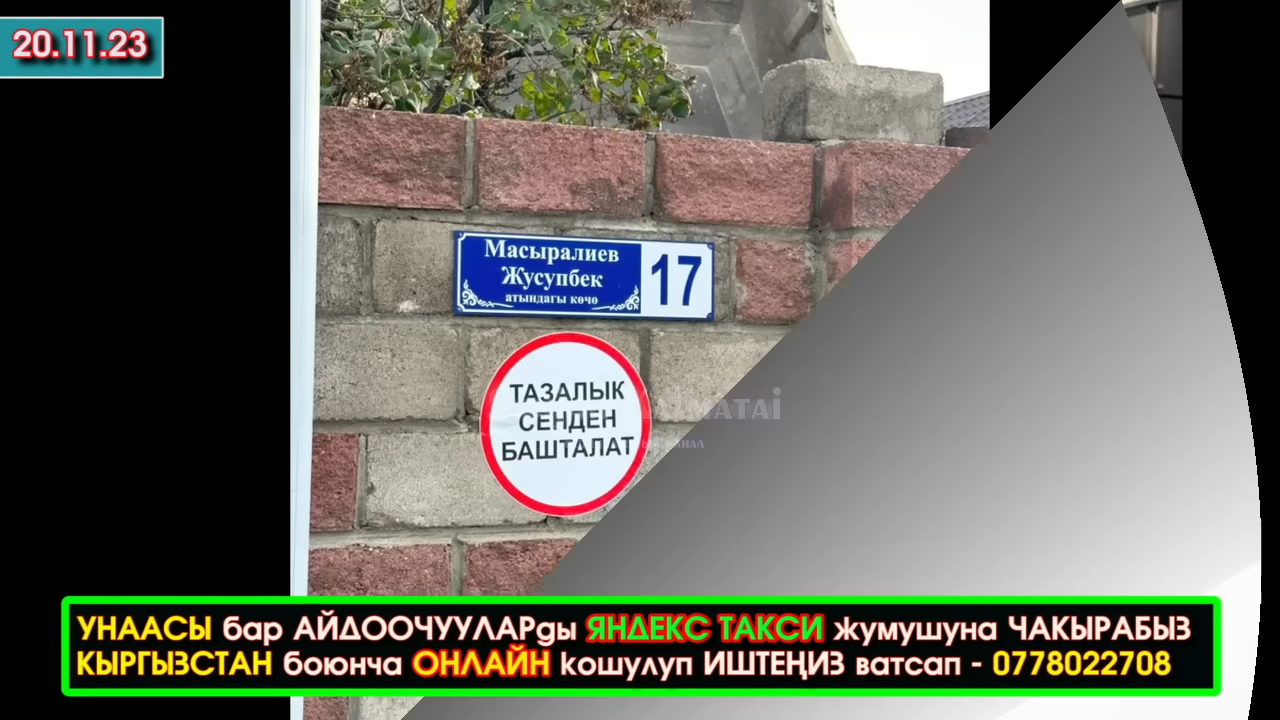 20.11.23
Масыралиев
Жусупбек
атындагы көчө
17
ТАЗАЛЫК
СЕНДЕН
БАШТАЛАТ
УНААСЫ бар АЙДООЧУУЛАРды ЯНДЕКС ТАКСИ жумушуна ЧАКЫРАБЫЗ
КЫРГЫЗСТАН боюнча ОНЛАЙН кошулуп ИШТЕҢИЗ ватсап - 0778022708